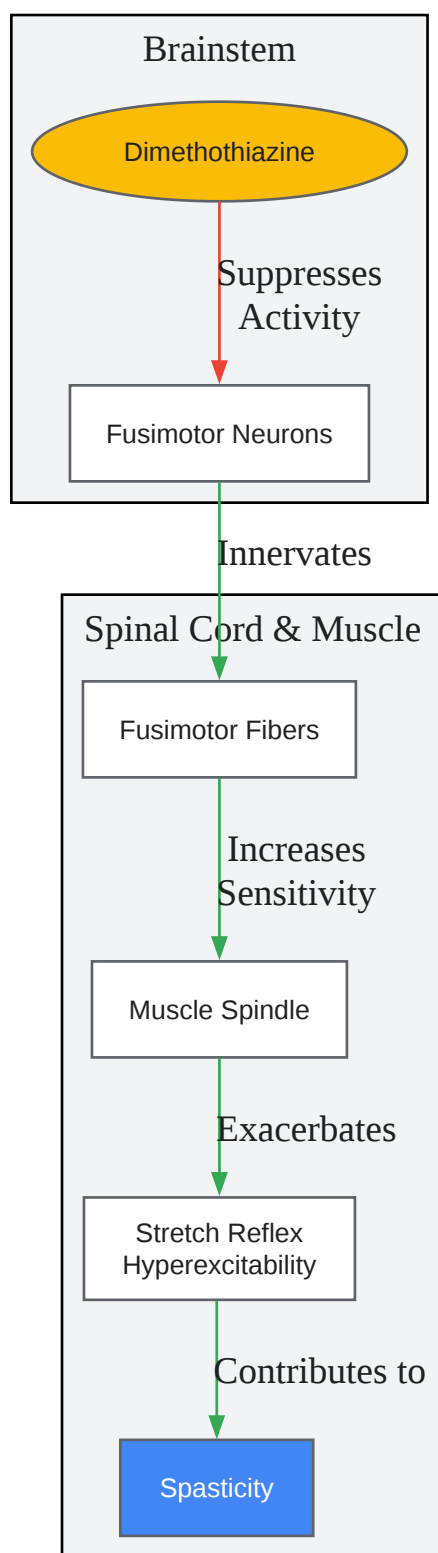 Brainstem
Dimethothiazine
Suppresses
Activity
Fusimotor Neurons
Innervates
Spinal Cord & Muscle
Fusimotor Fibers
Increases
Sensitivity
Muscle Spindle
Exacerbates
Stretch Reflex
Hyperexcitability
Contributes to
Spasticity